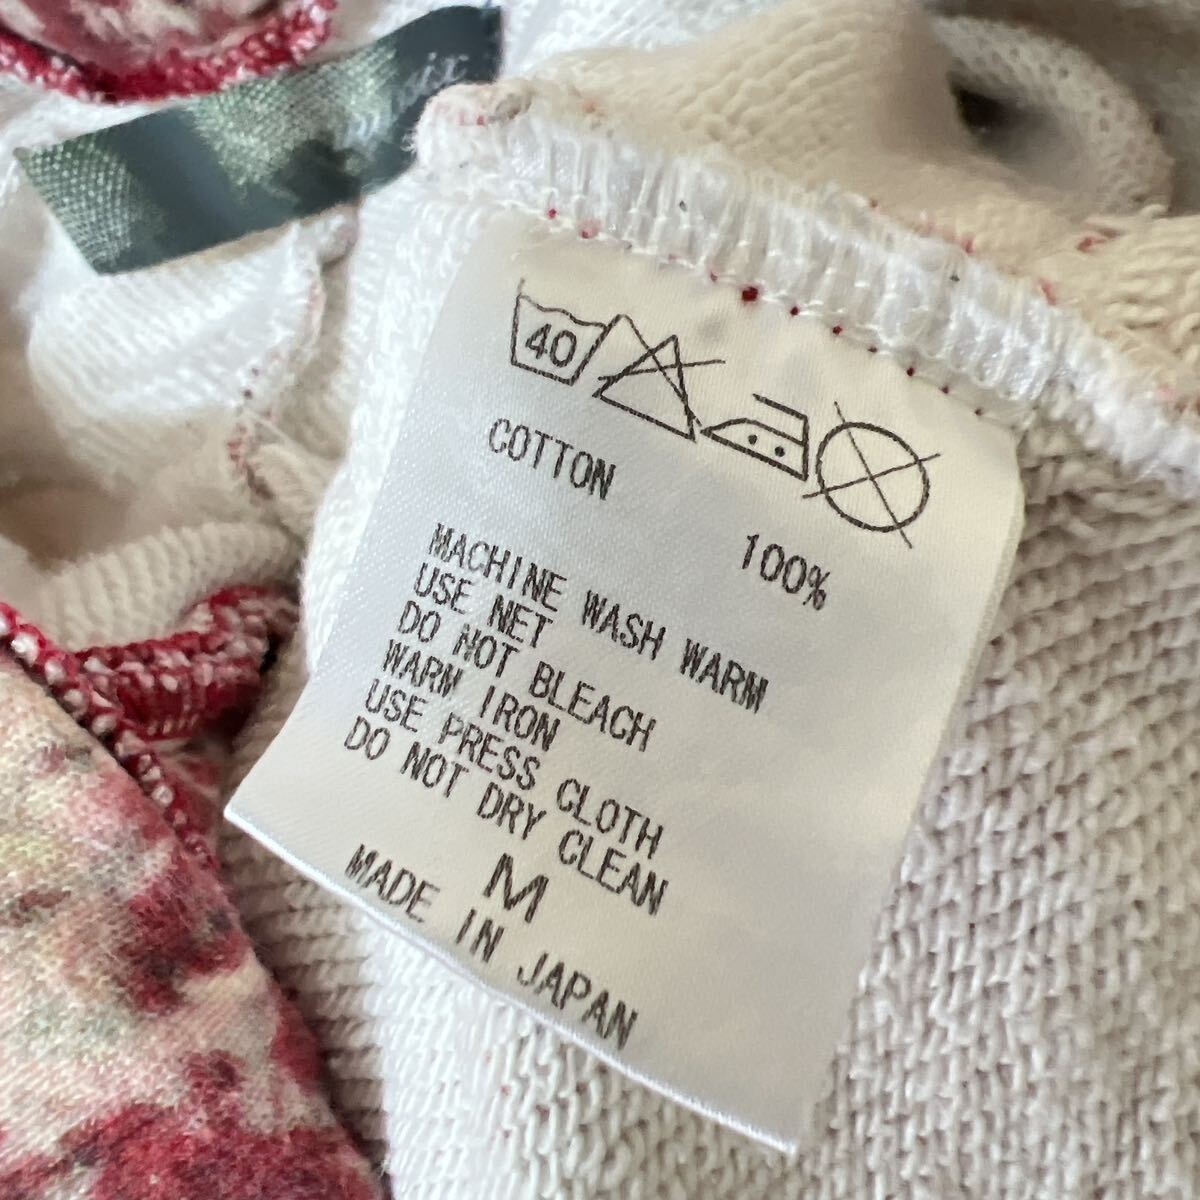 40
COTTON 100%
MACHINE WASH WARM
USE NET
DO NOT BLEACH
WARM IRON
USE PRESS CLOTH
DO NOT DRY CLEAN
M
MADE IN JAPAN